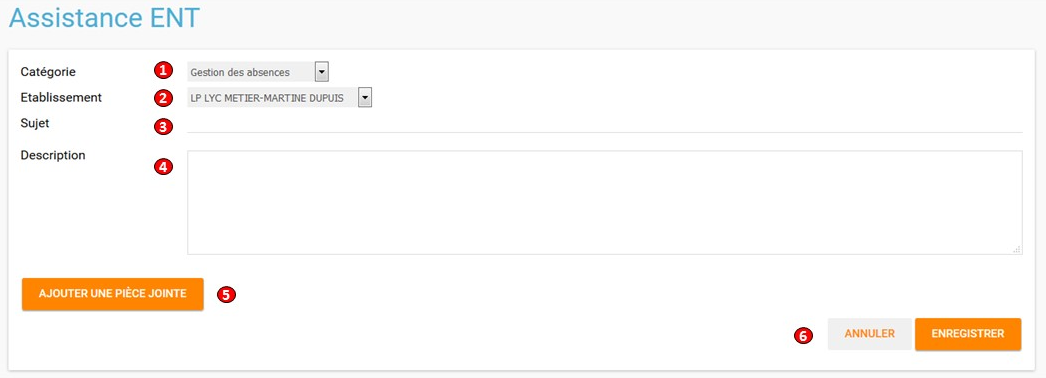 Assistance ENT
Catégorie 1 Gestion des absences
Etablissement 2 LP LYC METIER-MARTINE DUPUIS
Sujet 3
Description 4
AJOUTER UNE PIÈCE JOINTE 5
6 ANNULER ENREGISTRER